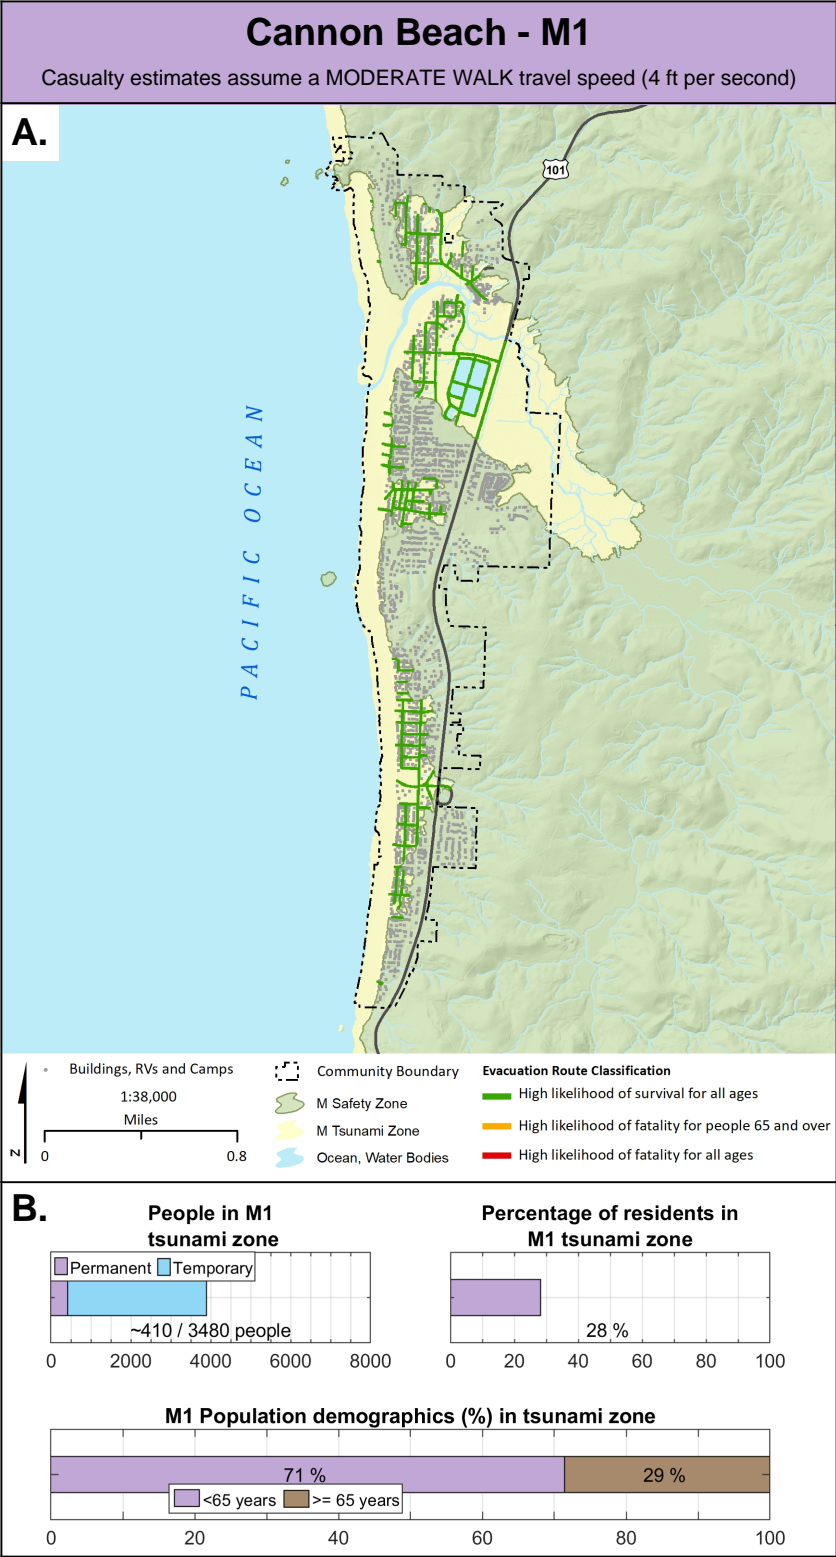 Cannon Beach - M1
Casualty estimates assume a MODERATE WALK travel speed (4 ft per second)
A.
101
PACIFIC OCEAN
Buildings, RVs and Camps
1:38,000
Miles
0 0.8
N
Community Boundary
M Safety Zone
M Tsunami Zone
Ocean, Water Bodies
Evacuation Route Classification
High likelihood of survival for all ages
High likelihood of fatality for people 65 and over
High likelihood of fatality for all ages
B.
People in M1
tsunami zone
Permanent Temporary
~410 / 3480 people
0 2000 4000 6000 8000
Percentage of residents in
M1 tsunami zone
28 %
0 20 40 60 80 100
M1 Population demographics (%) in tsunami zone
71 % 29 %
<65 years >= 65 years
0 20 40 60 80 100